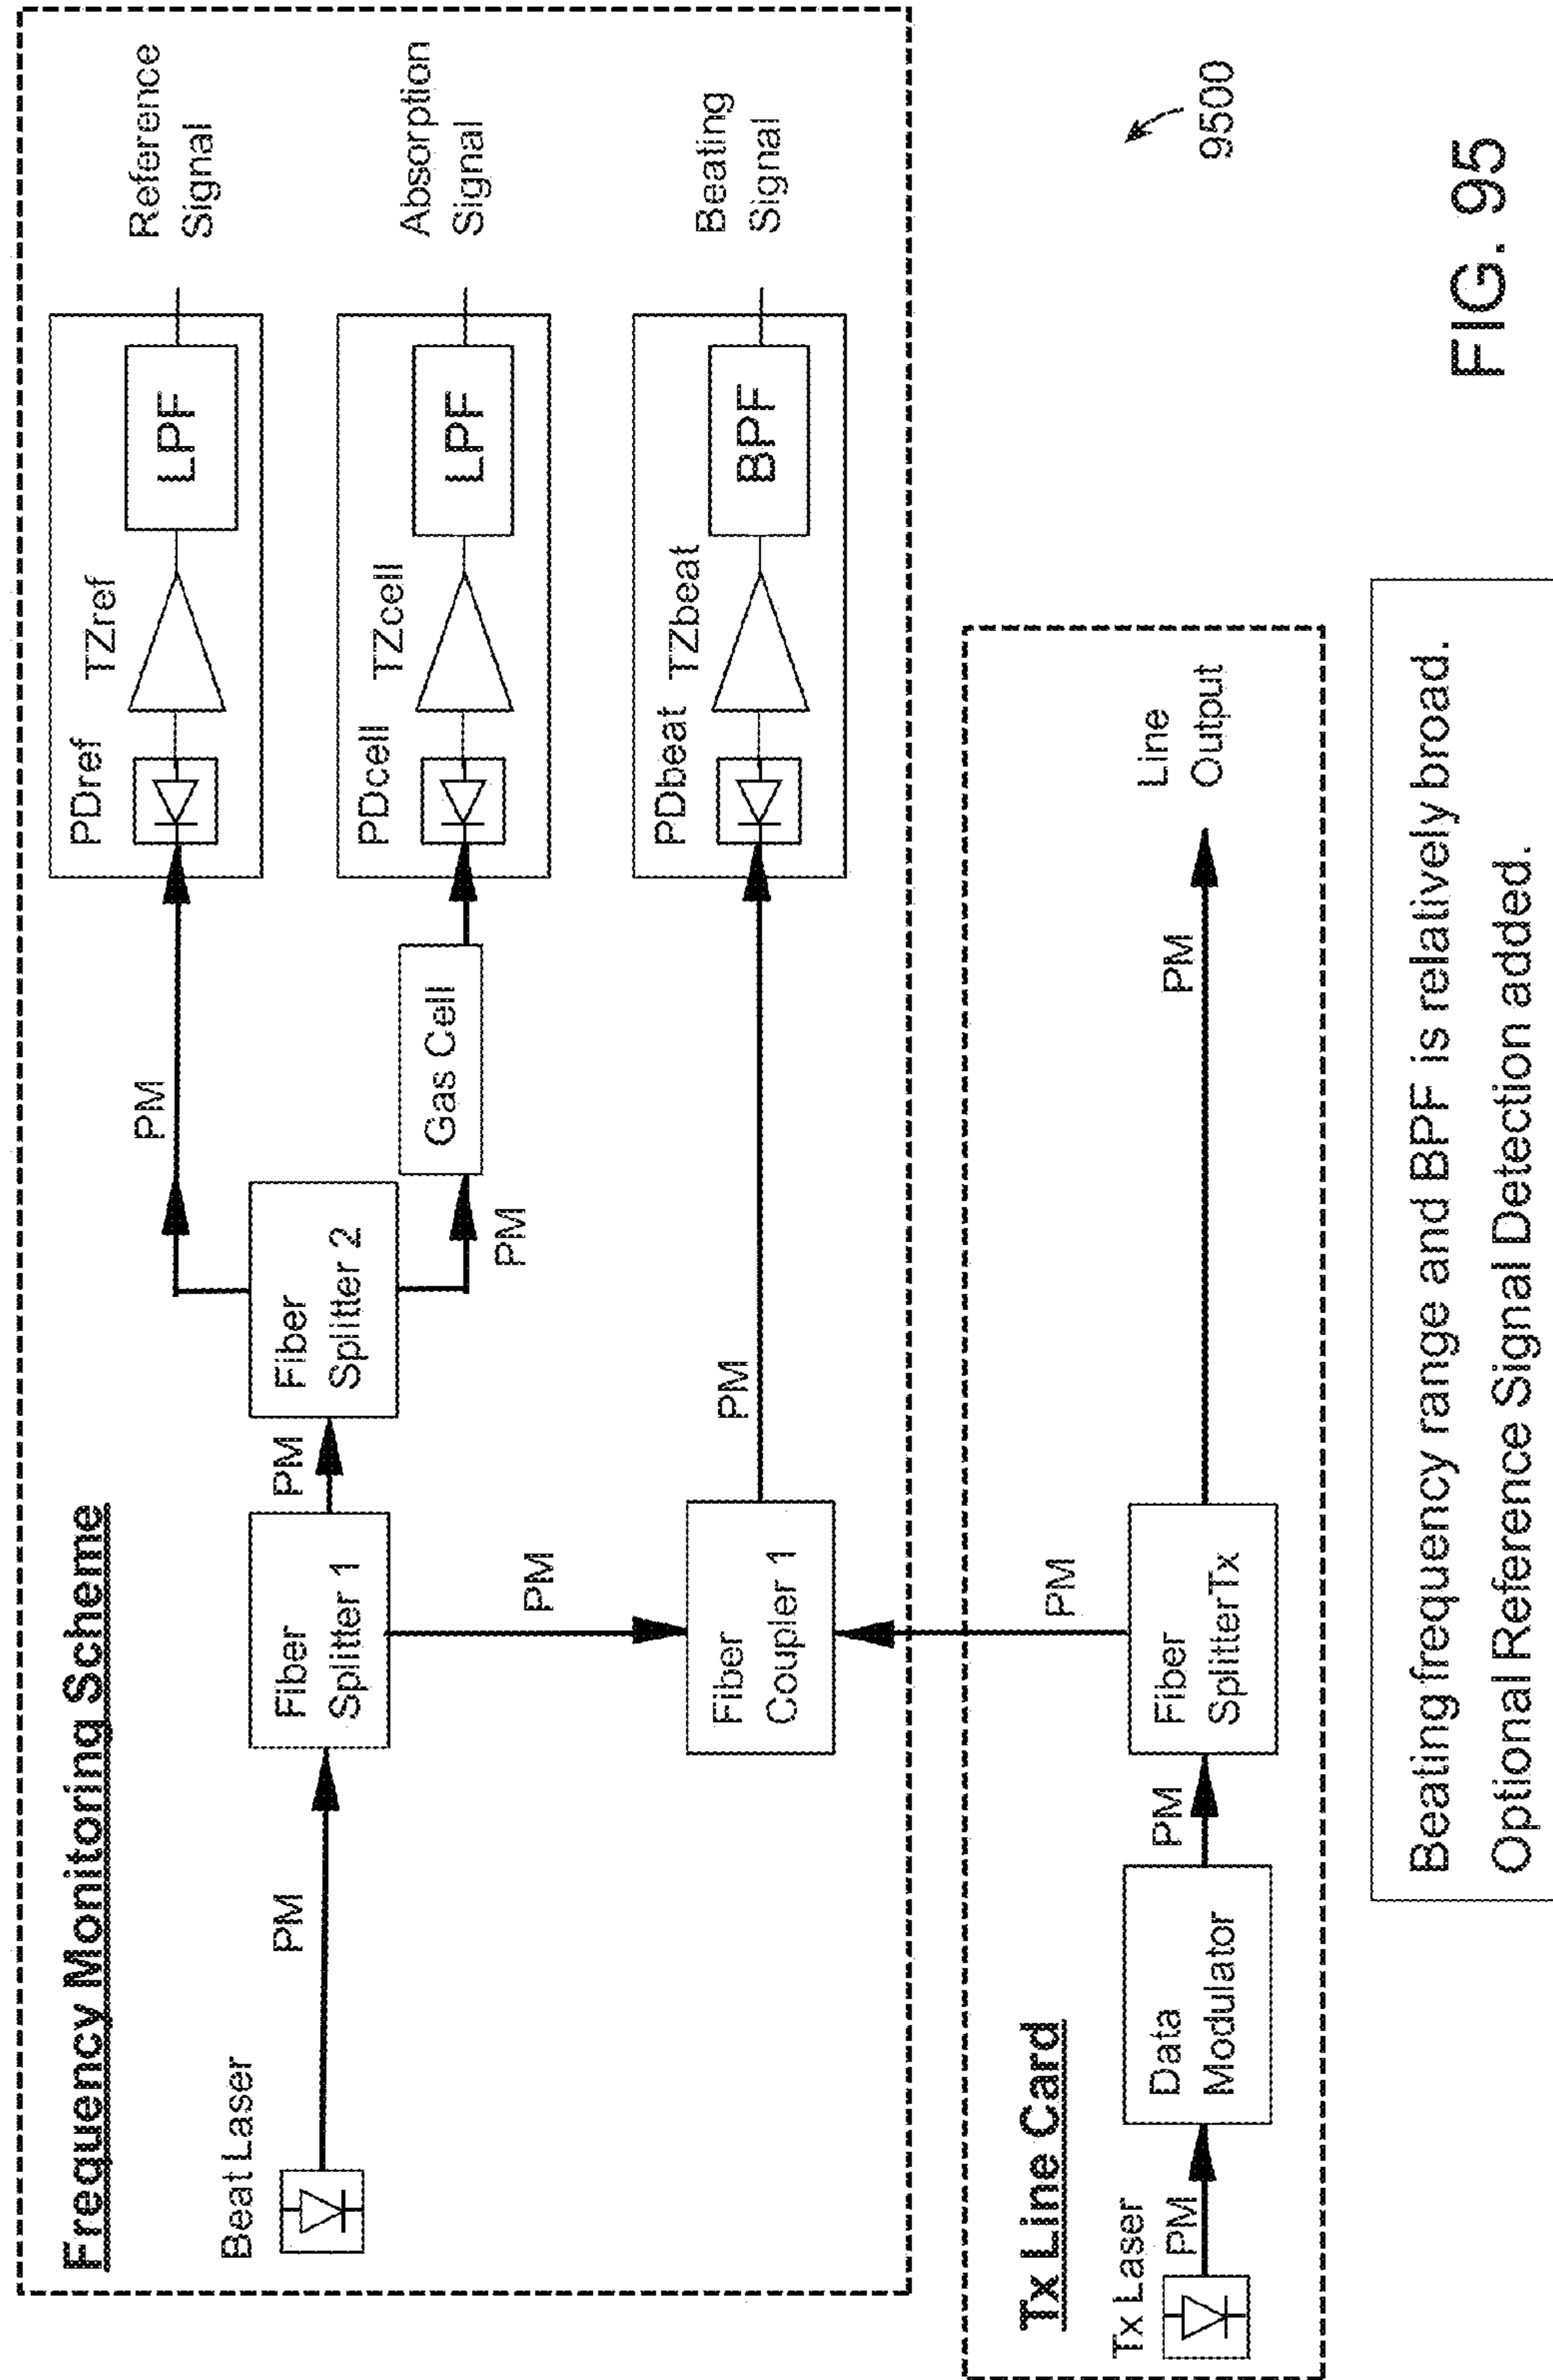 Frequency Monitoring Scheme
Beat Laser
PM
Fiber
Splitter 1
PM
Fiber
Splitter 2
PM
PM
Gas Cell
PM
Fiber
Coupler 1
PM
PDref
TZref
LPF
Reference
Signal
PDcell
TZcell
LPF
Absorption
Signal
PDbeat
TZbeat
BPF
Beating
Signal
Tx Line Card
Tx Laser
PM
Data
Modulator
PM
Fiber
SplitterTx
PM
PM
Line
Output
9500
Beating frequency range and BPF is relatively broad.
Optional Reference Signal Detection added.
FIG. 95